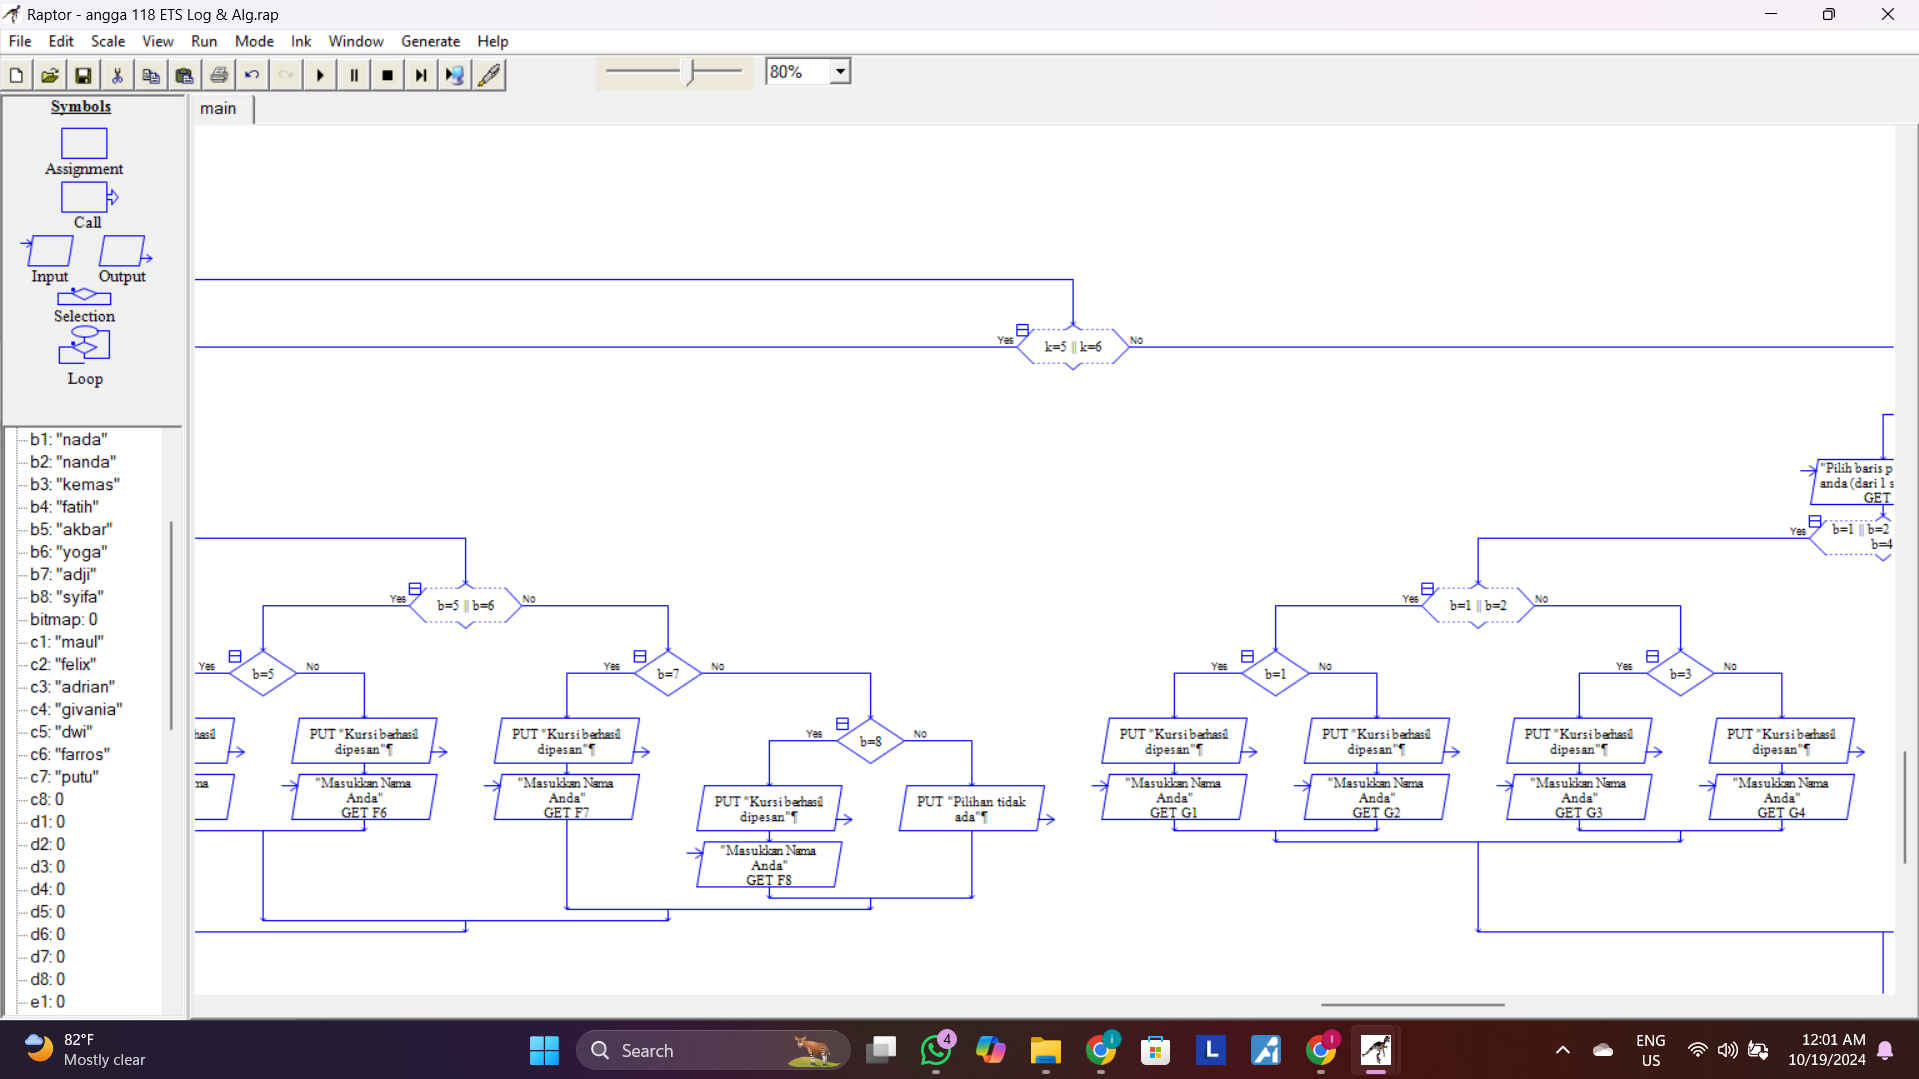 Raptor - angga 118 ETS Log & Alg.rap
File Edit Scale View Run Mode Ink Window Generate Help
80%
Symbols
main
Assignment
Call
Input Output
Selection
Loop
b1: "nada"
b2: "nanda"
b3: "kemas"
b4: "fatih"
b5: "akbar"
b6: "yoga"
b7: "adji"
b8: "syifa"
bitmap: 0
c1: "maul"
c2: "felix"
c3: "adrian"
c4: "givania"
c5: "dwi"
c6: "farros"
c7: "putu"
c8: 0
d1: 0
d2: 0
d3: 0
d4: 0
d5: 0
d6: 0
d7: 0
d8: 0
e1: 0
Yes k=5 || k=6 No
"Pilih baris p
anda (dari 1 s
GET
Yes b=1 || b=2
b=4
Yes b=5 || b=6 No
Yes b=1 || b=2 No
Yes b=5 No
Yes b=7 No
Yes b=1 No
Yes b=3 No
hasil
PUT "Kursi berhasil
dipesan"¶
PUT "Kursi berhasil
dipesan"¶
Yes b=8 No
PUT "Kursi berhasil
dipesan"¶
PUT "Kursi berhasil
dipesan"¶
PUT "Kursi berhasil
dipesan"¶
PUT "Kursi berhasil
dipesan"¶
ma
"Masukkan Nama
Anda"
GET F6
"Masukkan Nama
Anda"
GET F7
PUT "Kursi berhasil
dipesan"¶
PUT "Pilihan tidak
ada"¶
"Masukkan Nama
Anda"
GET G1
"Masukkan Nama
Anda"
GET G2
"Masukkan Nama
Anda"
GET G3
"Masukkan Nama
Anda"
GET G4
"Masukkan Nama
Anda"
GET F8
82°F
Mostly clear
Search
4
ENG
US
12:01 AM
10/19/2024